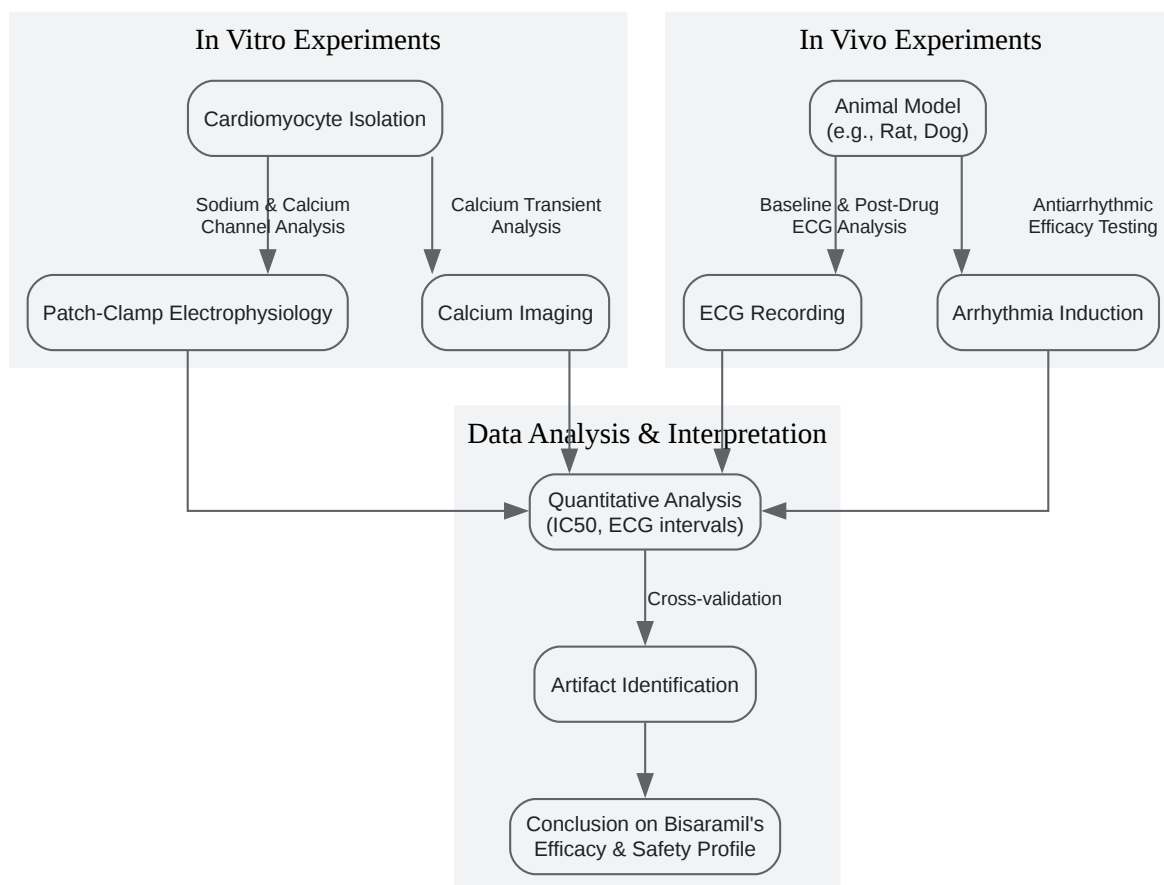 In Vitro Experiments
Cardiomyocyte Isolation
Sodium & Calcium
Channel Analysis
Calcium Transient
Analysis
Patch-Clamp Electrophysiology
Calcium Imaging
In Vivo Experiments
Animal Model
(e.g., Rat, Dog)
Baseline & Post-Drug
ECG Analysis
Antiarrhythmic
Efficacy Testing
ECG Recording
Arrhythmia Induction
Data Analysis & Interpretation
Quantitative Analysis
(IC50, ECG intervals)
Cross-validation
Artifact Identification
Conclusion on Bisaramil's
Efficacy & Safety Profile